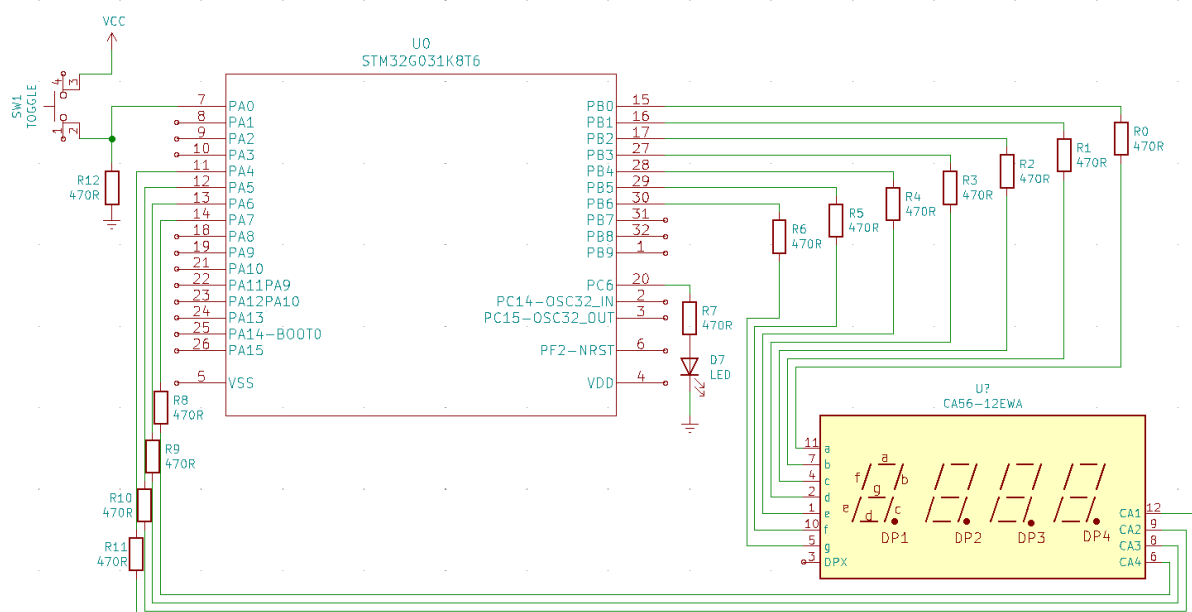 VCC
SW1
TOGGLE
4
3
1
2
R12
470R
U0
STM32G031K8T6
7 PA0
8 PA1
9 PA2
10 PA3
11 PA4
12 PA5
13 PA6
14 PA7
18 PA8
19 PA9
21 PA10
22 PA11PA9
23 PA12PA10
24 PA13
25 PA14-BOOT0
26 PA15
5 VSS
PB0 15
PB1 16
PB2 17
PB3 27
PB4 28
PB5 29
PB6 30
PB7 31
PB8 32
PB9 1
PC6 20
PC14-OSC32_IN 2
PC15-OSC32_OUT 3
PF2-NRST 6
VDD 4
R0
470R
R1
470R
R2
470R
R3
470R
R4
470R
R5
470R
R6
470R
R7
470R
D7
LED
R8
470R
R9
470R
R10
470R
R11
470R
U?
CA56-12EWA
11 a
7 b
4 c
2 d
1 e
10 f
5 g
3 DPX
a
f
b
g
e
d
c
DP1
DP2
DP3
DP4
CA1 12
CA2 9
CA3 8
CA4 6